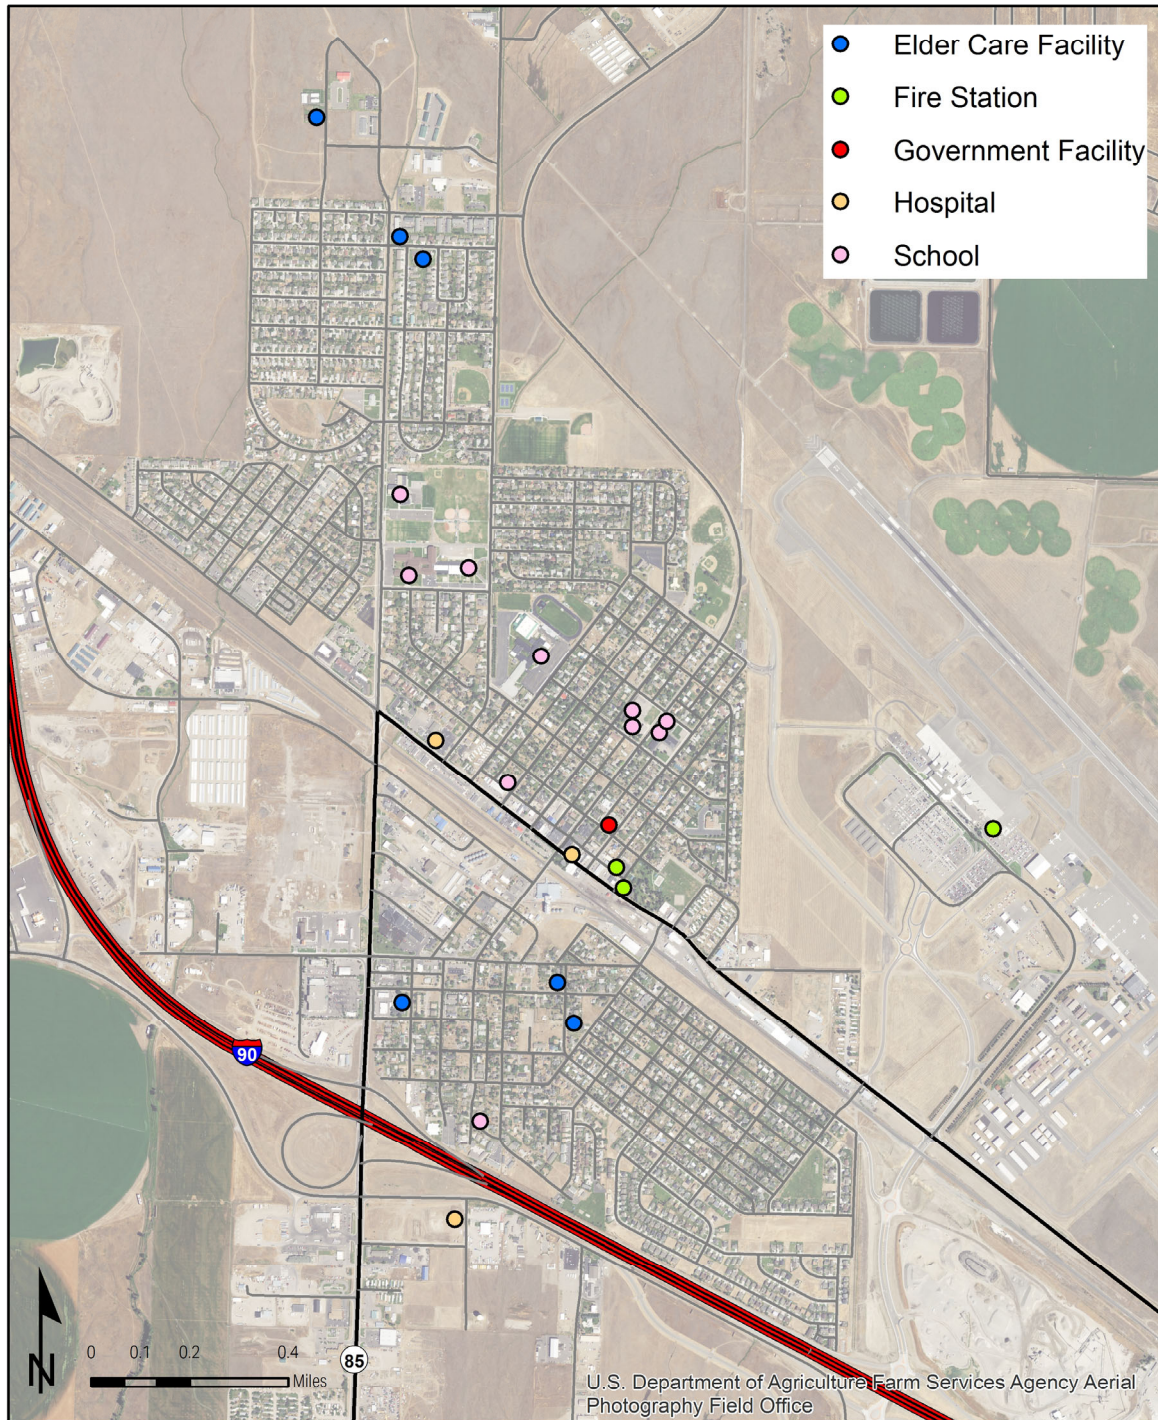 Elder Care Facility
Fire Station
Government Facility
Hospital
School
90
85
N
0 0.1 0.2 0.4
Miles
U.S. Department of Agriculture Farm Services Agency Aerial
Photography Field Office